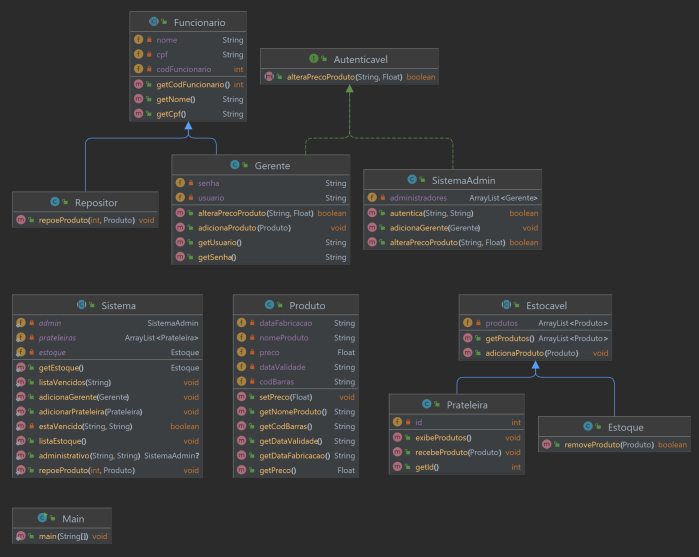 Funcionario
nome String
cpf String
codFuncionario int
getCodFuncionario() int
getNome() String
getCpf() String
Autenticavel
alteraPrecoProduto(String, Float) boolean
Repositor
repoeProduto(int, Produto) void
Gerente
senha String
usuario String
alteraPrecoProduto(String, Float) boolean
adicionaProduto(Produto) void
getUsuario() String
getSenha() String
SistemaAdmin
administradores ArrayList<Gerente>
autentica(String, String) boolean
adicionaGerente(Gerente) void
alteraPrecoProduto(String, Float) boolean
Sistema
admin SistemaAdmin
prateleiras ArrayList<Prateleira>
estoque Estoque
getEstoque() Estoque
listaVencidos(String) void
adicionaGerente(Gerente) void
adicionarPrateleira(Prateleira) void
estaVencido(String, String) boolean
listaEstoque() void
administrativo(String, String) SistemaAdmin?
repoeProduto(int, Produto) void
Produto
dataFabricacao String
nomeProduto String
preco Float
dataValidade String
codBarras String
setPreco(Float) void
getNomeProduto() String
getCodBarras() String
getDataValidade() String
getDataFabricacao() String
getPreco() Float
Estocavel
produtos ArrayList<Produto>
getProdutos() ArrayList<Produto>
adicionaProduto(Produto) void
Prateleira
id int
exibeProdutos() void
recebeProduto(Produto) void
getId() int
Estoque
removeProduto(Produto) boolean
Main
main(String[]) void